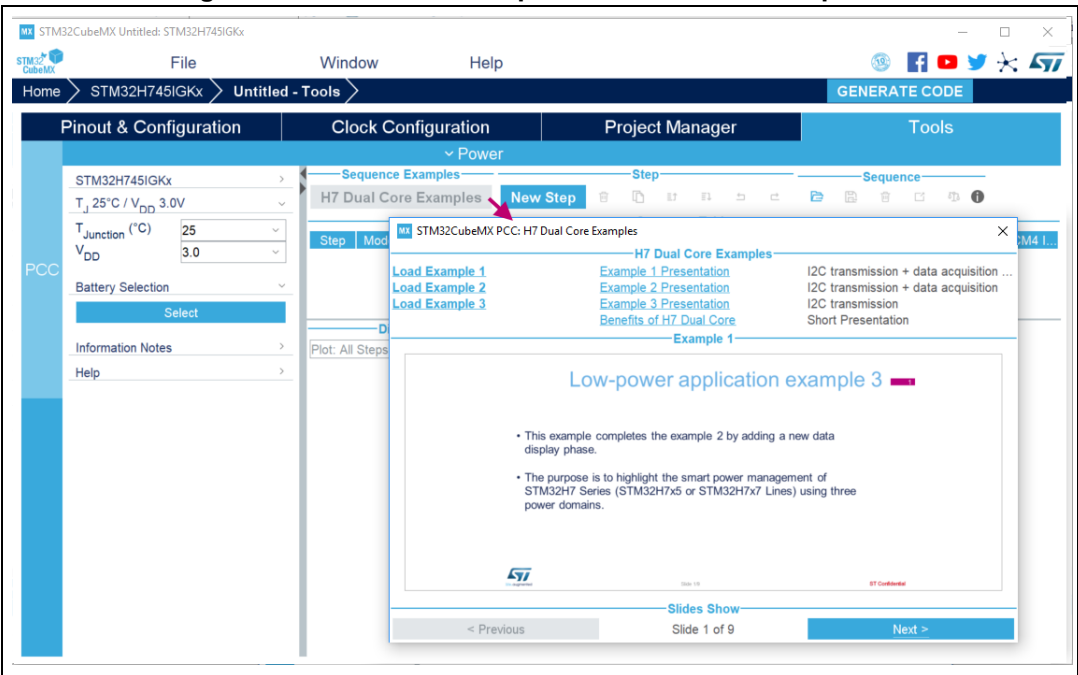 MX STM32CubeMX Untitled: STM32H745IGKx
STM32 CubeMX File Window Help
Home STM32H745IGKx Untitled - Tools GENERATE CODE
Pinout & Configuration Clock Configuration Project Manager Tools
Power
PCC
STM32H745IGKx
TJ 25°C / VDD 3.0V
TJunction (°C) 25
VDD 3.0
Battery Selection
Select
Information Notes
Help
Sequence Examples Step Sequence
H7 Dual Core Examples New Step
Step Mod CM4 I...
Plot: All Steps
MX STM32CubeMX PCC: H7 Dual Core Examples
H7 Dual Core Examples
Load Example 1 Example 1 Presentation I2C transmission + data acquisition ...
Load Example 2 Example 2 Presentation I2C transmission + data acquisition
Load Example 3 Example 3 Presentation I2C transmission
Benefits of H7 Dual Core Short Presentation
Example 1
Low-power application example 3 1
• This example completes the example 2 by adding a new data
display phase.
• The purpose is to highlight the smart power management of
STM32H7 Series (STM32H7x5 or STM32H7x7 Lines) using three
power domains.
ST Confidential
Slides Show
< Previous Slide 1 of 9 Next >